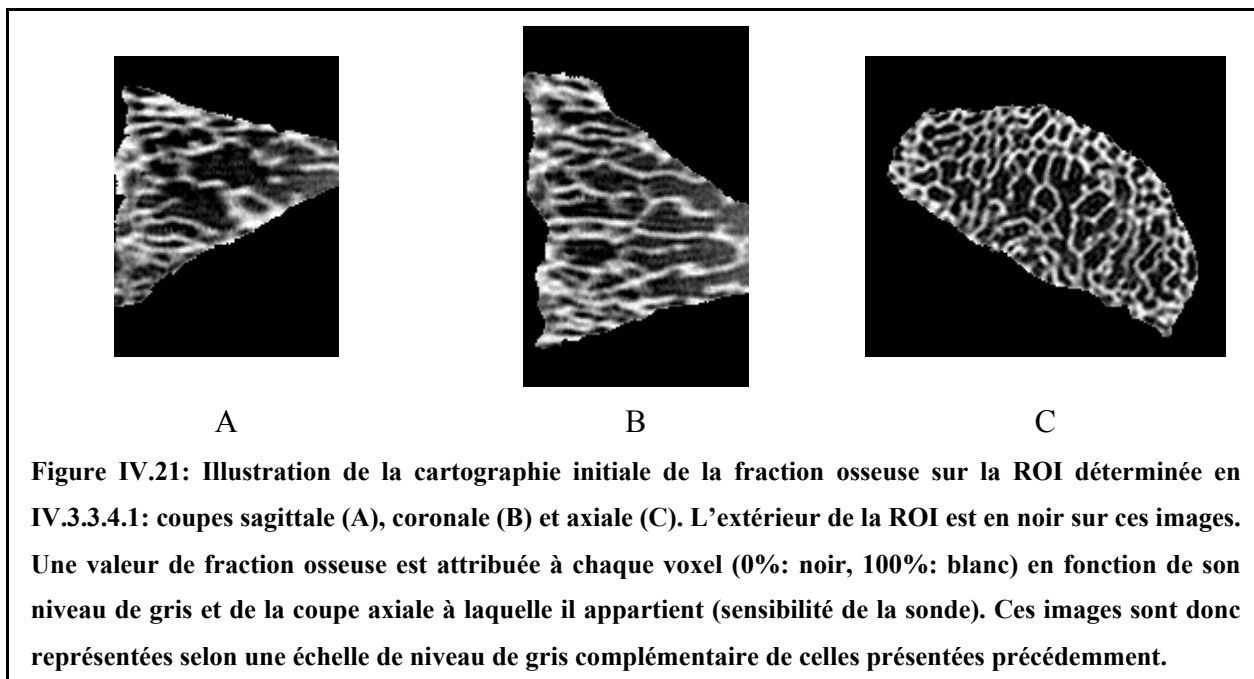 A B C
Figure IV.21: Illustration de la cartographie initiale de la fraction osseuse sur la ROI déterminée en
IV.3.3.4.1: coupes sagittale (A), coronale (B) et axiale (C). L’extérieur de la ROI est en noir sur ces images.
Une valeur de fraction osseuse est attribuée à chaque voxel (0%: noir, 100%: blanc) en fonction de son
niveau de gris et de la coupe axiale à laquelle il appartient (sensibilité de la sonde). Ces images sont donc
représentées selon une échelle de niveau de gris complémentaire de celles présentées précédemment.